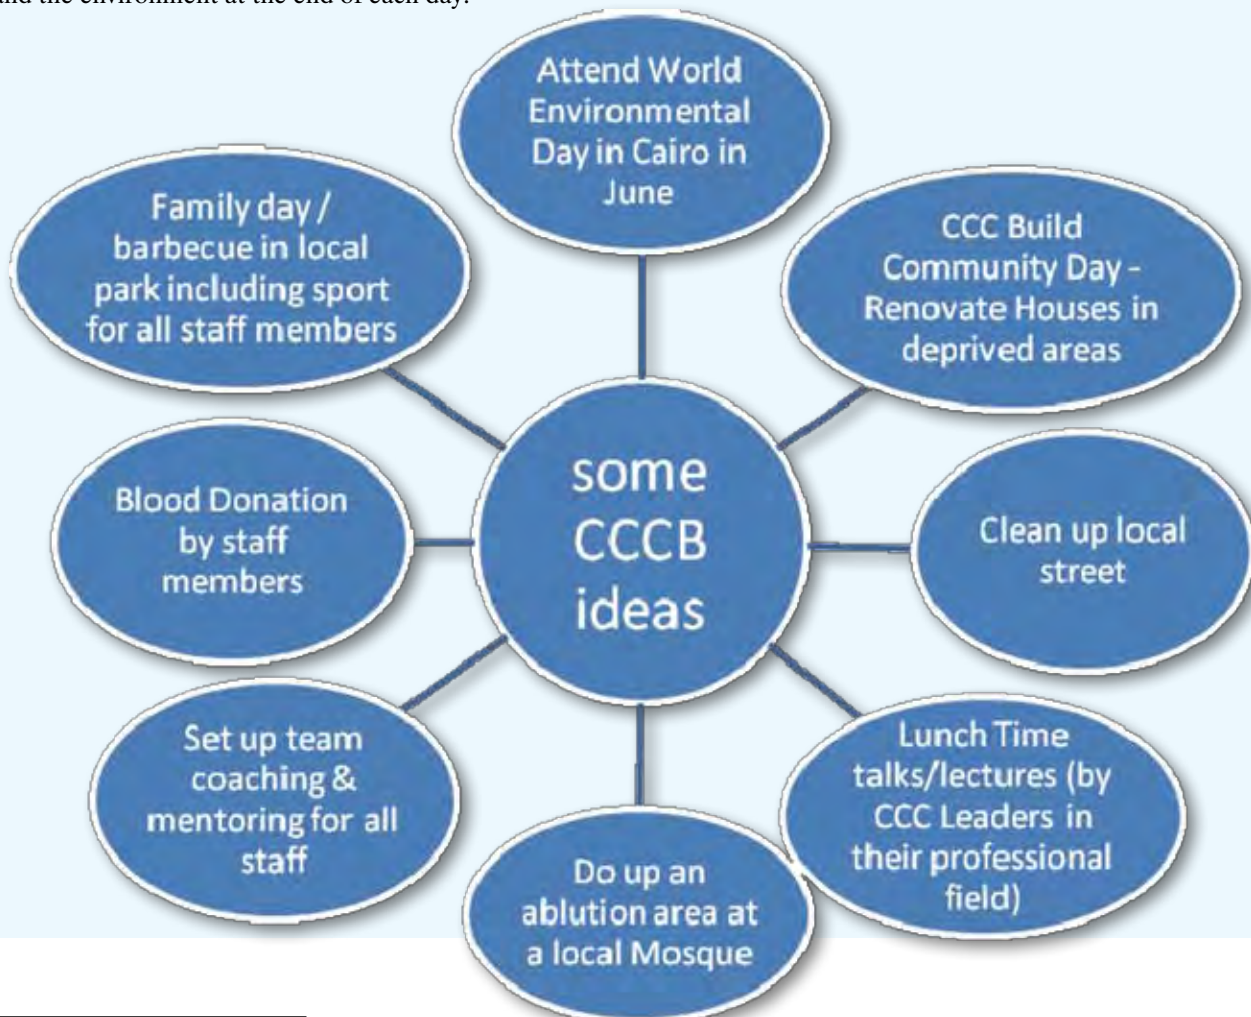 and the environment at the end of each day.
Attend World
Environmental
Day in Cairo in
June
Family day /
barbecue in local
park including sport
for all staff members
CCC Build
Community Day -
Renovate Houses in
deprived areas
some
CCCB
ideas
Blood Donation
by staff
members
Clean up local
street
Set up team
coaching &
mentoring for all
staff
Lunch Time
talks/lectures (by
CCC Leaders in
their professional
field)
Do up an
ablution area at
a local Mosque